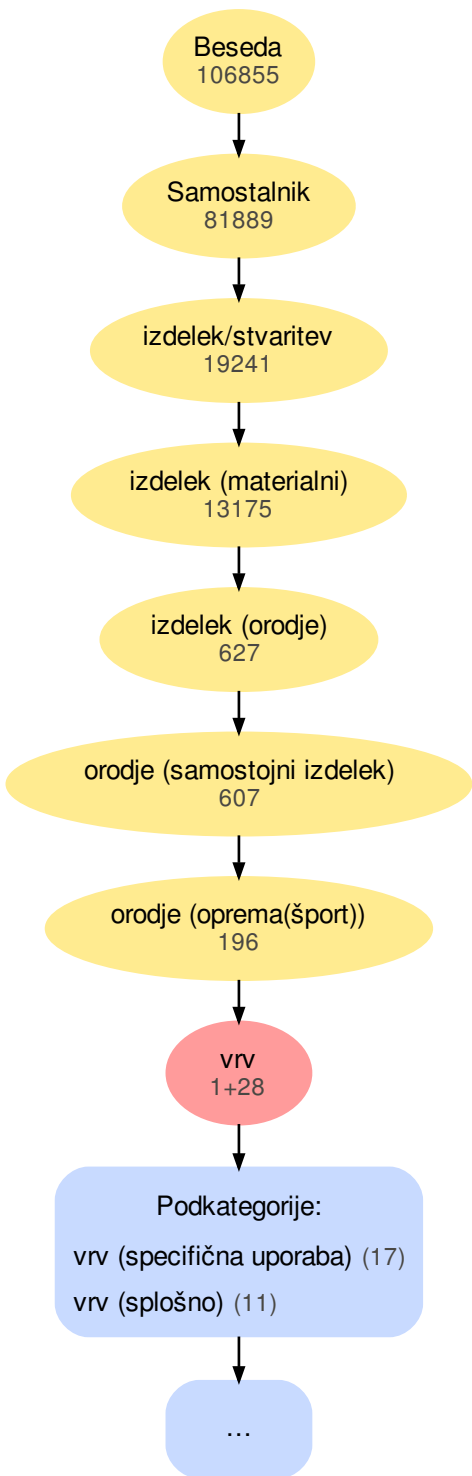 Beseda
106855
Samostalnik
81889
izdelek/stvaritev
19241
izdelek (materialni)
13175
izdelek (orodje)
627
orodje (samostojni izdelek)
607
orodje (oprema(šport))
196
vrv
1+28
Podkategorije:
vrv (specifična uporaba) (17)
vrv (splošno) (11)
...